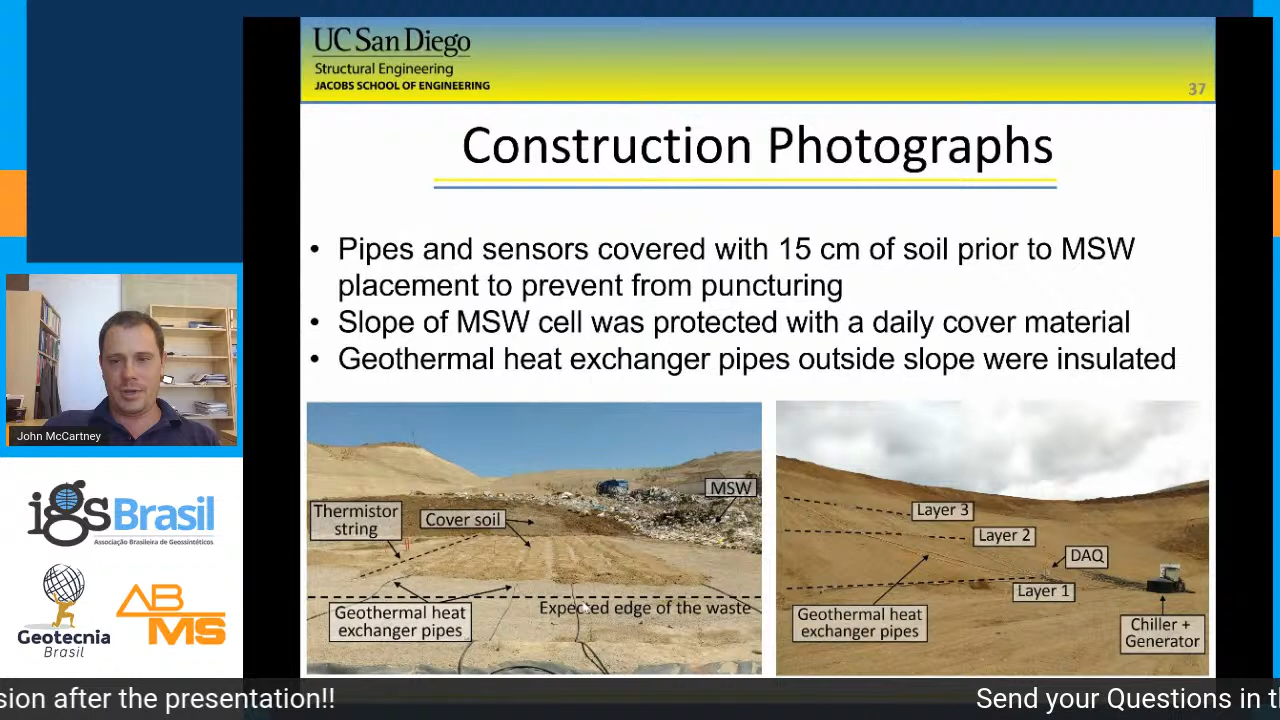 UC San Diego
Structural Engineering
JACOBS SCHOOL OF ENGINEERING
37
Construction Photographs
• Pipes and sensors covered with 15 cm of soil prior to MSW
placement to prevent from puncturing
• Slope of MSW cell was protected with a daily cover material
• Geothermal heat exchanger pipes outside slope were insulated
John McCartney
igs Brasil
Associação Brasileira de Geossintéticos
Geotecnia
Brasil
ABMS
MSW
Thermistor
string
Cover soil
Geothermal heat
exchanger pipes
Expected edge of the waste
Layer 3
Layer 2
DAQ
Layer 1
Geothermal heat
exchanger pipes
Chiller +
Generator
sion after the presentation!!
Send your Questions in t